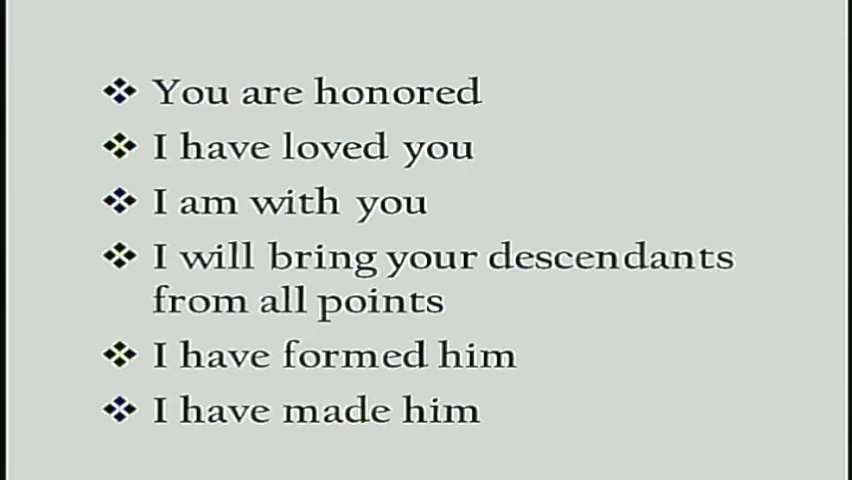 You are honored
I have loved you
I am with you
I will bring your descendants
from all points
I have formed him
I have made him